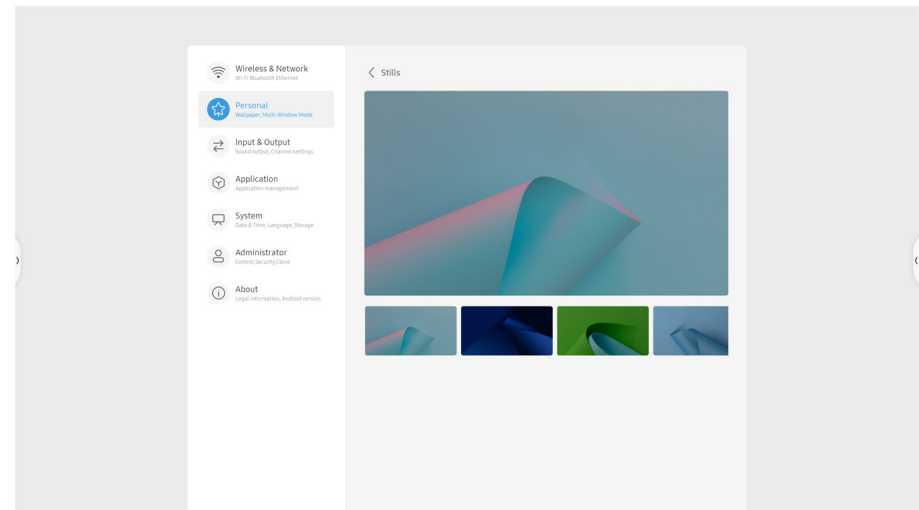 Wireless & Network
Wi-Fi Bluetooth Ethernet
Personal
Wallpaper, Multi-Window Mode
Input & Output
Sound output, Channel settings
Application
Application management
System
Date & Time, Language, Storage
Administrator
Control,Security,Clone
About
Legal information, Android version
Stills